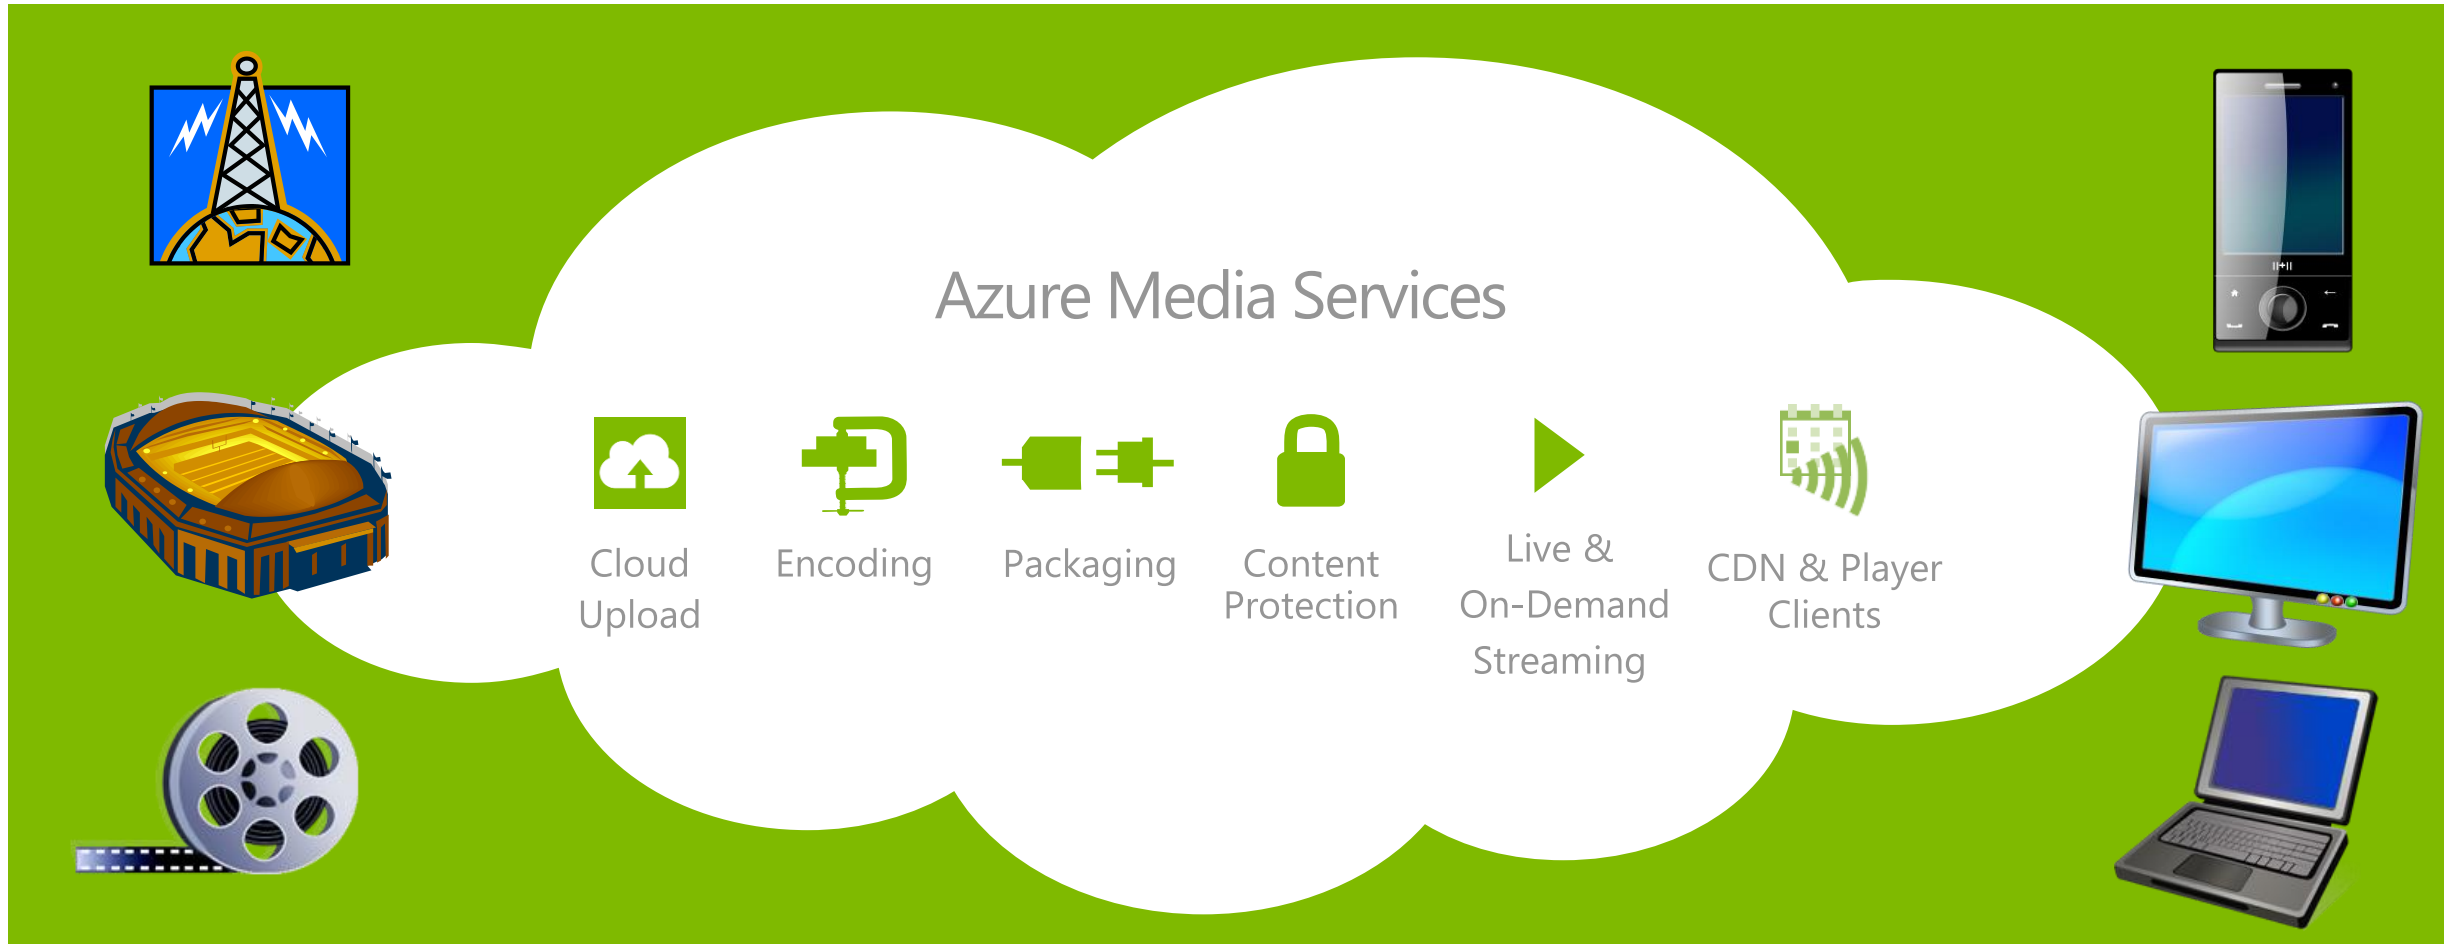 Azure Media Services
Cloud
Upload
Encoding
Packaging
Content
Protection
Live &
On-Demand
Streaming
CDN & Player
Clients